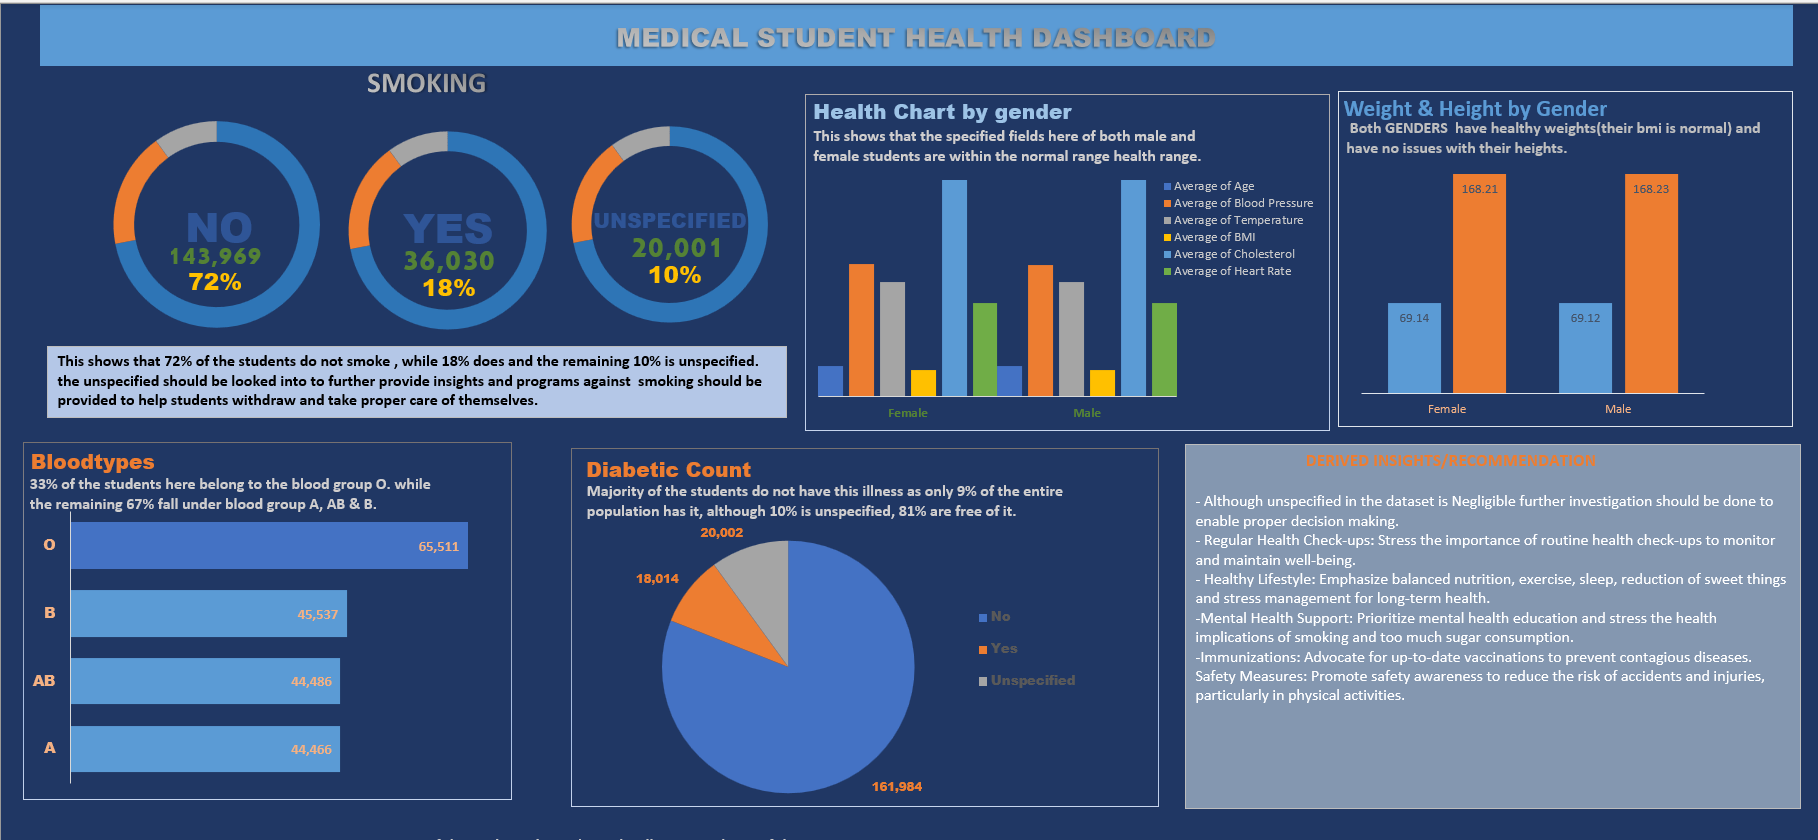 MEDICAL STUDENT HEALTH DASHBOARD
SMOKING
NO
143,969
72%
YES
36,030
18%
UNSPECIFIED
20,001
10%
This shows that 72% of the students do not smoke , while 18% does and the remaining 10% is unspecified.
the unspecified should be looked into to further provide insights and programs against smoking should be
provided to help students withdraw and take proper care of themselves.
Health Chart by gender
This shows that the specified fields here of both male and
female students are within the normal range health range.
Average of Age
Average of Blood Pressure
Average of Temperature
Average of BMI
Average of Cholesterol
Average of Heart Rate
Female
Male
Weight & Height by Gender
Both GENDERS have healthy weights(their bmi is normal) and
have no issues with their heights.
168.21
168.23
69.14
69.12
Female
Male
Bloodtypes
33% of the students here belong to the blood group O. while
the remaining 67% fall under blood group A, AB & B.
O
65,511
B
45,537
AB
44,486
A
44,466
Diabetic Count
Majority of the students do not have this illness as only 9% of the entire
population has it, although 10% is unspecified, 81% are free of it.
20,002
18,014
161,984
No
Yes
Unspecified
DERIVED INSIGHTS/RECOMMENDATION
- Although unspecified in the dataset is Negligible further investigation should be done to
enable proper decision making.
- Regular Health Check-ups: Stress the importance of routine health check-ups to monitor
and maintain well-being.
- Healthy Lifestyle: Emphasize balanced nutrition, exercise, sleep, reduction of sweet things
and stress management for long-term health.
-Mental Health Support: Prioritize mental health education and stress the health
implications of smoking and too much sugar consumption.
-Immunizations: Advocate for up-to-date vaccinations to prevent contagious diseases.
Safety Measures: Promote safety awareness to reduce the risk of accidents and injuries,
particularly in physical activities.